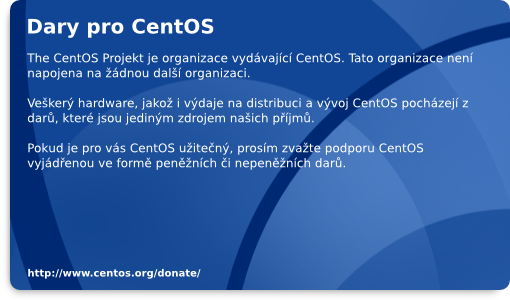 Dary pro CentOS
The CentOS Projekt je organizace vydávající CentOS. Tato organizace není
napojena na žádnou další organizaci.
Veškerý hardware, jakož i výdaje na distribuci a vývoj CentOS pocházejí z
darů, které jsou jediným zdrojem našich příjmů.
Pokud je pro vás CentOS užitečný, prosím zvažte podporu CentOS
vyjádřenou ve formě peněžních či nepeněžních darů.
http://www.centos.org/donate/